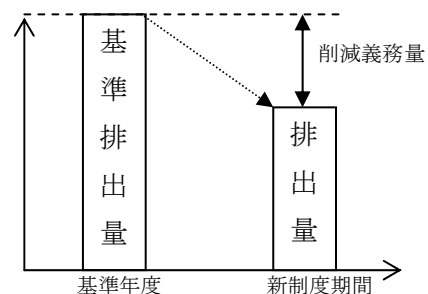 基準排出量
削減義務量
排出量
基準年度
新制度期間